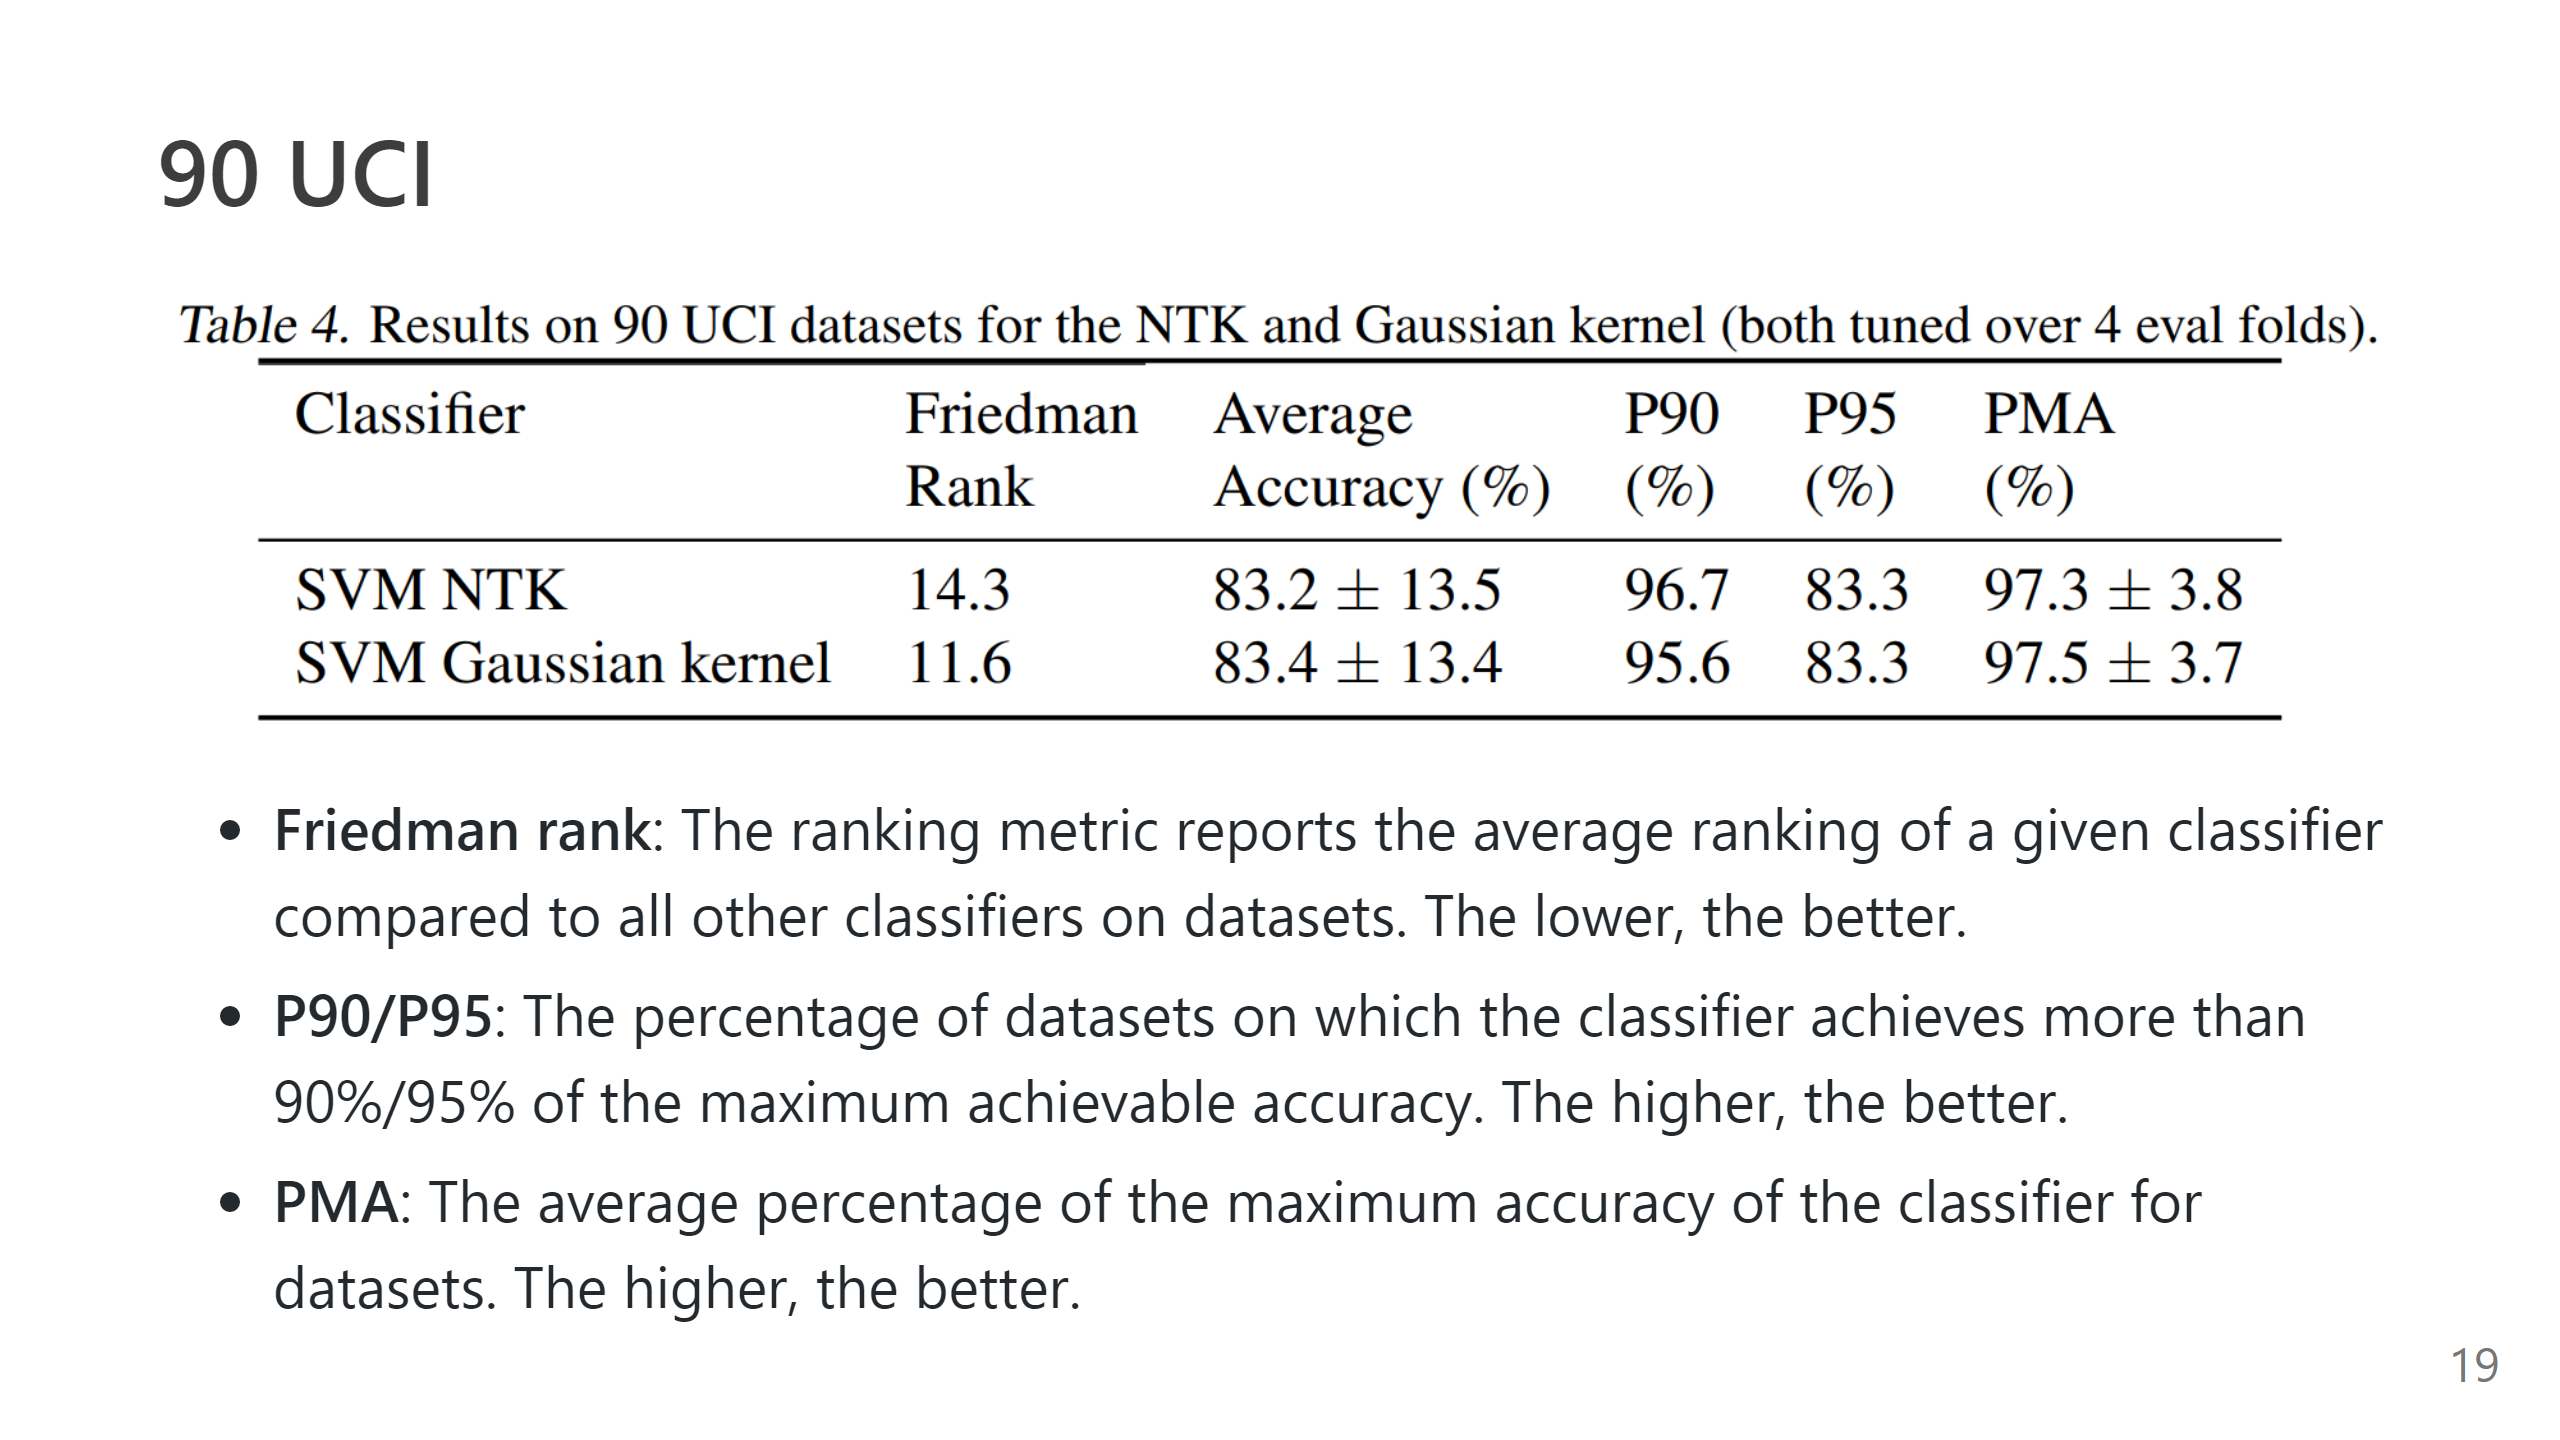 90 UCI
Table 4. Results on 90 UCI datasets for the NTK and Gaussian kernel (both tuned over 4 eval folds).
Classifier Friedman Average P90 P95 PMA
Rank Accuracy (%) (%) (%) (%)
SVM NTK 14.3 83.2 ± 13.5 96.7 83.3 97.3 ± 3.8
SVM Gaussian kernel 11.6 83.4 ± 13.4 95.6 83.3 97.5 ± 3.7
• Friedman rank: The ranking metric reports the average ranking of a given classifier
compared to all other classifiers on datasets. The lower, the better.
• P90/P95: The percentage of datasets on which the classifier achieves more than
90%/95% of the maximum achievable accuracy. The higher, the better.
• PMA: The average percentage of the maximum accuracy of the classifier for
datasets. The higher, the better.
19